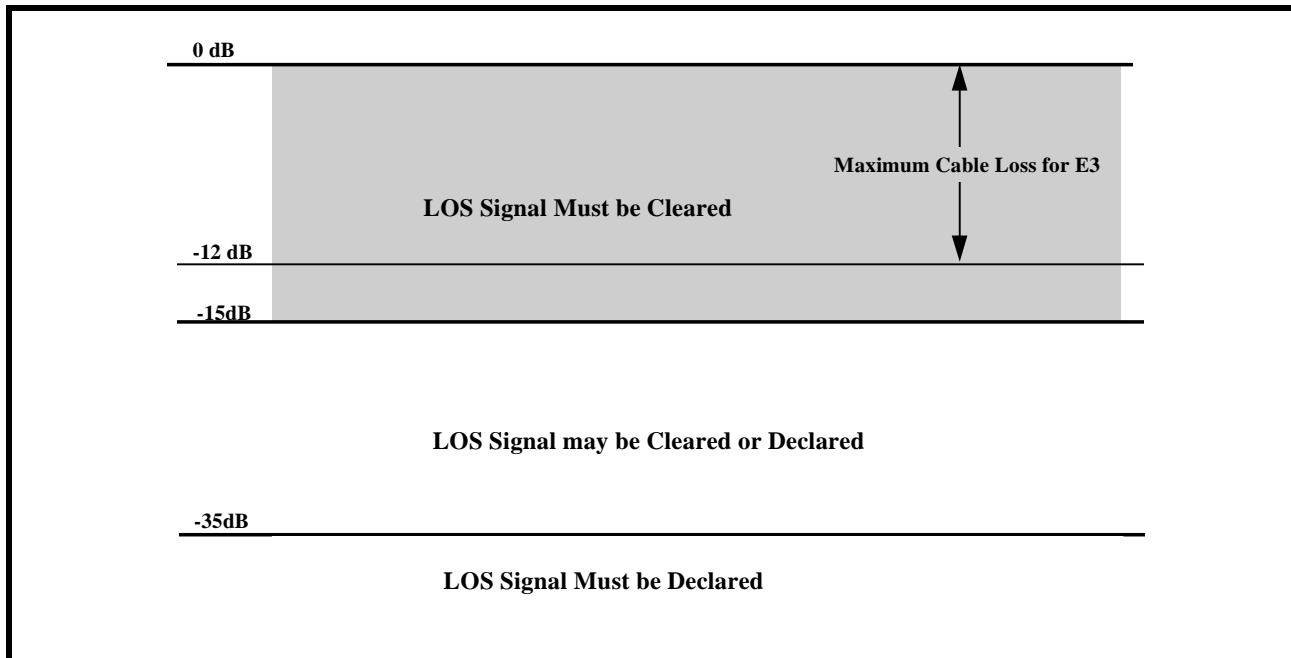 0 dB
Maximum Cable Loss for E3
LOS Signal Must be Cleared
-12 dB
-15dB
LOS Signal may be Cleared or Declared
-35dB
LOS Signal Must be Declared